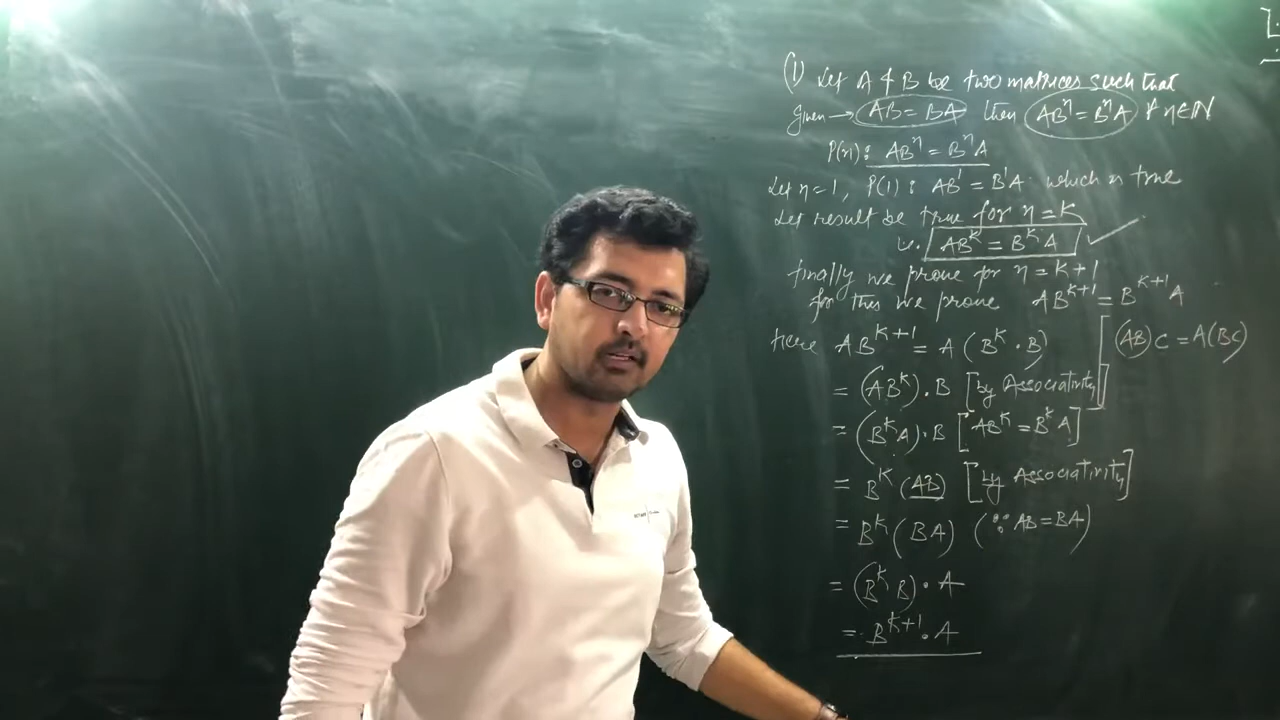 (1) Let A & B be two matrices such that
given → AB = BA then ABⁿ = BⁿA ∀ n∈N
P(n): ABⁿ = BⁿA
Let n=1, P(1): AB¹ = B¹A which is true
Let result be true for n=K
i.e. ABᴷ = BᴷA
finally we prove for n = K+1
for this we prove ABᴷ⁺¹ = Bᴷ⁺¹A
here ABᴷ⁺¹ = A(Bᴷ·B) [(AB)C = A(BC)
= (ABᴷ)·B [by Associativity]]
= (BᴷA)·B [∵ ABᴷ = BᴷA]
= Bᴷ(AB) [by Associativity]
= Bᴷ(BA) (∵ AB = BA)
= (Bᴷ·B)·A
= Bᴷ⁺¹·A